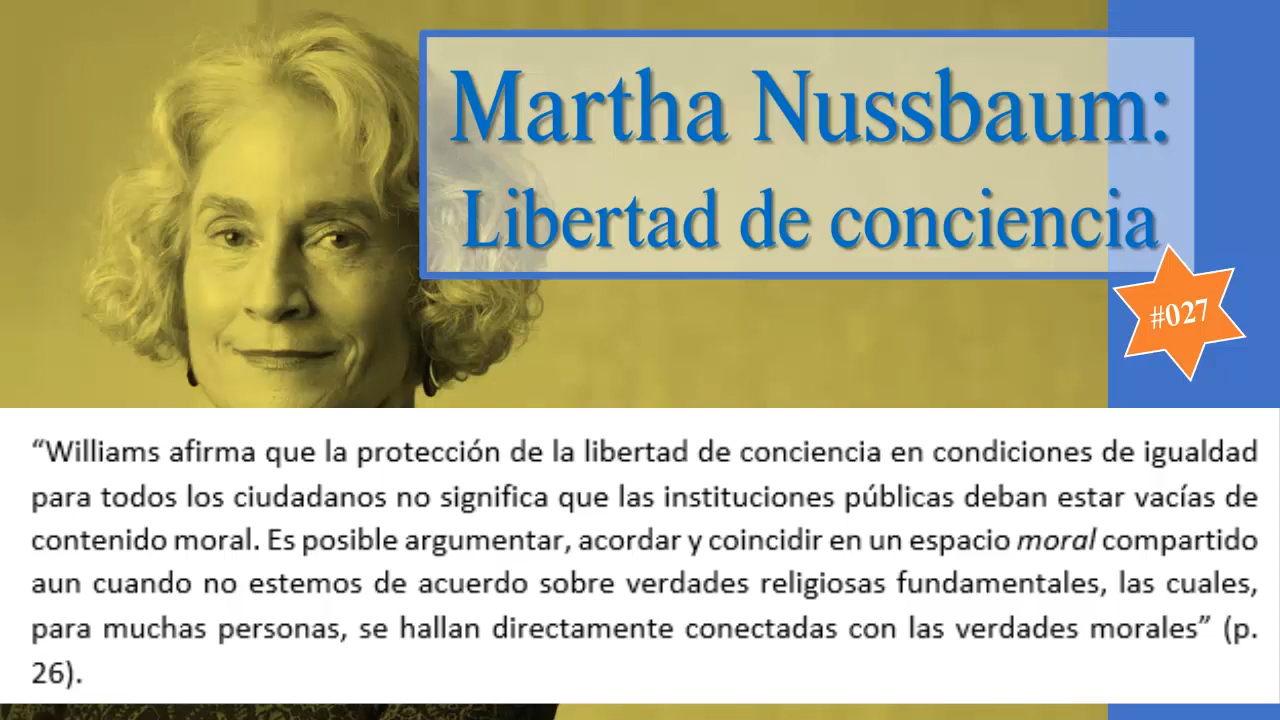 Martha Nussbaum:
Libertad de conciencia
#027
“Williams afirma que la protección de la libertad de conciencia en condiciones de igualdad
para todos los ciudadanos no significa que las instituciones públicas deban estar vacías de
contenido moral. Es posible argumentar, acordar y coincidir en un espacio moral compartido
aun cuando no estemos de acuerdo sobre verdades religiosas fundamentales, las cuales,
para muchas personas, se hallan directamente conectadas con las verdades morales” (p.
26).